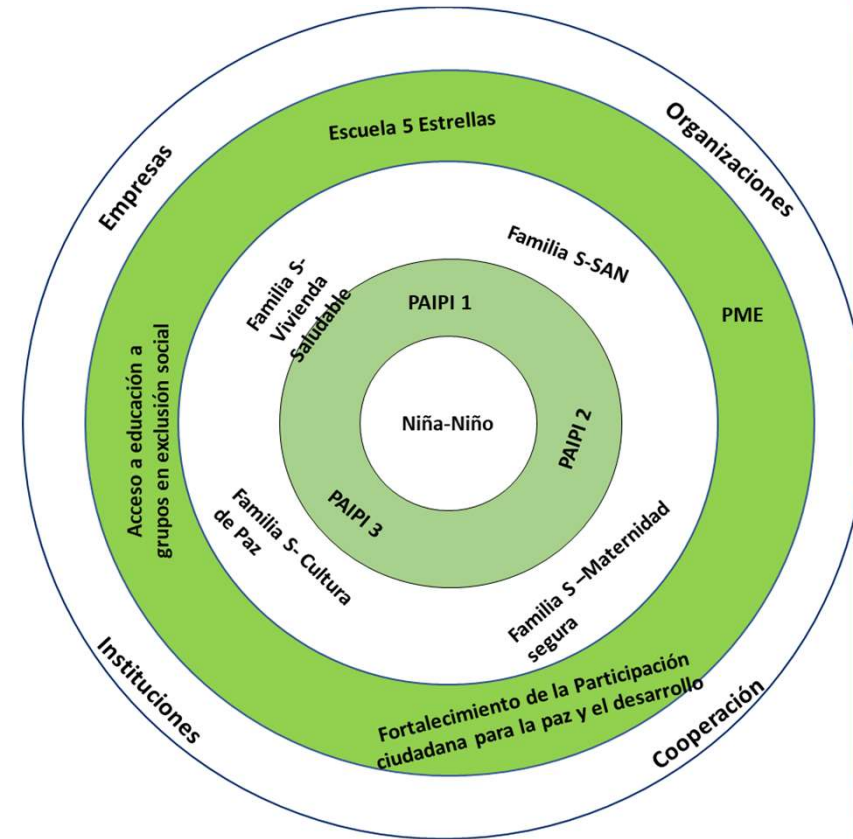 Organizaciones
Empresas
Escuela 5 Estrellas
Familia S-SAN
Familia S-
Vivienda
Saludable
PAIPI 1
PME
Niña-Niño
PAIPI 2
Acceso a educación a
grupos en exclusión social
PAIPI 3
Familia S- Cultura
de Paz
Familia S –Maternidad
segura
Fortalecimiento de la Participación
ciudadana para la paz y el desarrollo
Instituciones
Cooperación